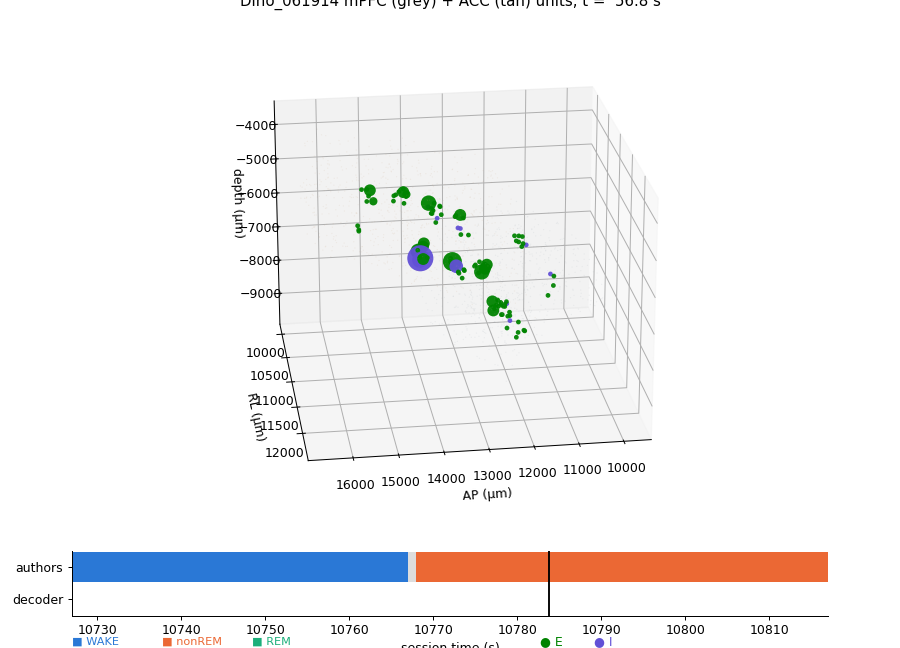 Dino_061914 mPFC (grey) + ACC (tan) units, t = 56.8 s
−4000
−5000
−6000
−7000
−8000
−9000
depth (μm)
10000
10500
11000
11500
12000
RL (μm)
16000 15000 14000 13000 12000 11000 10000
AP (μm)
authors
decoder
10730 10740 10750 10760 10770 10780 10790 10800 10810
WAKE nonREM REM E I
session time (s)